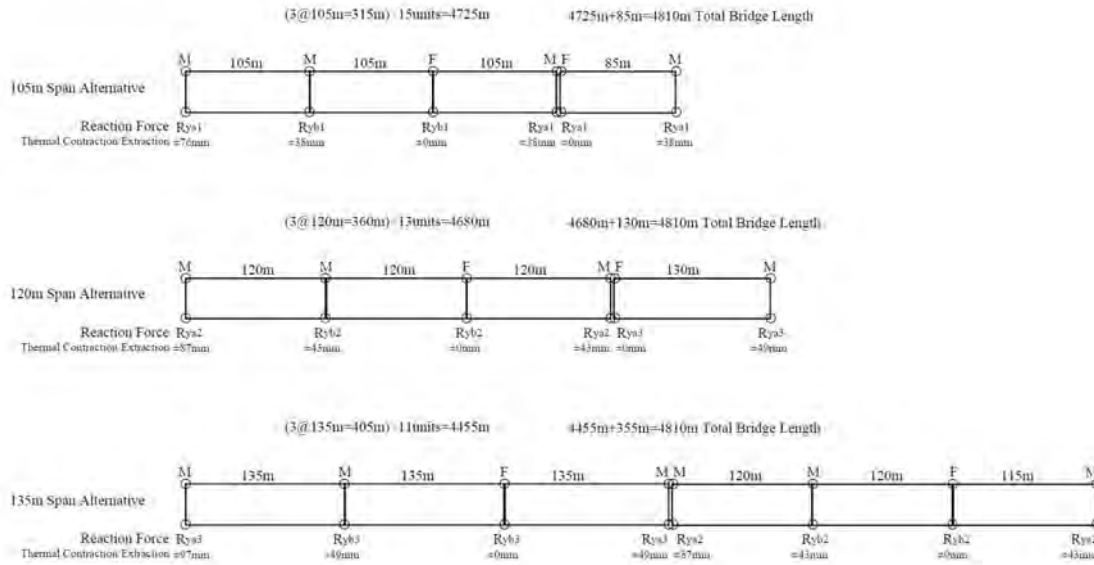 (3@105m=315m) 15units=4725m 4725m+85m=4810m Total Bridge Length
M M F M F M
105m 105m 105m 85m
105m Span Alternative
Reaction Force Rya1 Ryb1 Ryb1 Rya1 Rya1 Rya1
Thermal Contraction Extraction ±76mm ±38mm ±0mm ±38mm ±0mm ±38mm
(3@120m=360m) 13units=4680m 4680m+130m=4810m Total Bridge Length
M M F M F M
120m 120m 120m 130m
120m Span Alternative
Reaction Force Rya2 Ryb2 Ryb2 Rya2 Rya3 Rya3
Thermal Contraction Extraction ±87mm ±43mm ±0mm ±43mm ±0mm ±49mm
(3@135m=405m) 11units=4455m 4455m+355m=4810m Total Bridge Length
M M F M M M F M
135m 135m 135m 120m 120m 115m
135m Span Alternative
Reaction Force Rya3 Ryb3 Ryb3 Rya3 Rya2 Ryb2 Ryb2 Rya2
Thermal Contraction Extraction ±97mm ±49mm ±0mm ±49mm ±87mm ±43mm ±0mm ±43mm